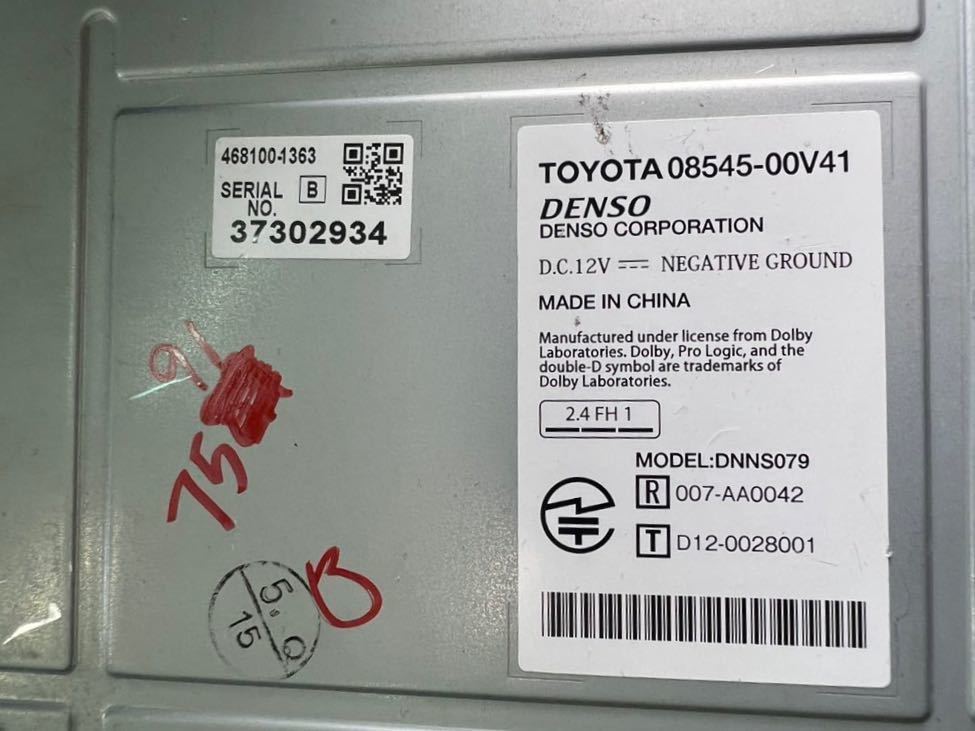 468100-1363
SERIAL B
NO.
37302934
TOYOTA 08545-00V41
DENSO
DENSO CORPORATION
D.C.12V NEGATIVE GROUND
MADE IN CHINA
Manufactured under license from Dolby
Laboratories. Dolby, Pro Logic, and the
double-D symbol are trademarks of
Dolby Laboratories.
2.4 FH 1
MODEL:DNNS079
R 007-AA0042
T D12-0028001
75
B
5. Q
15